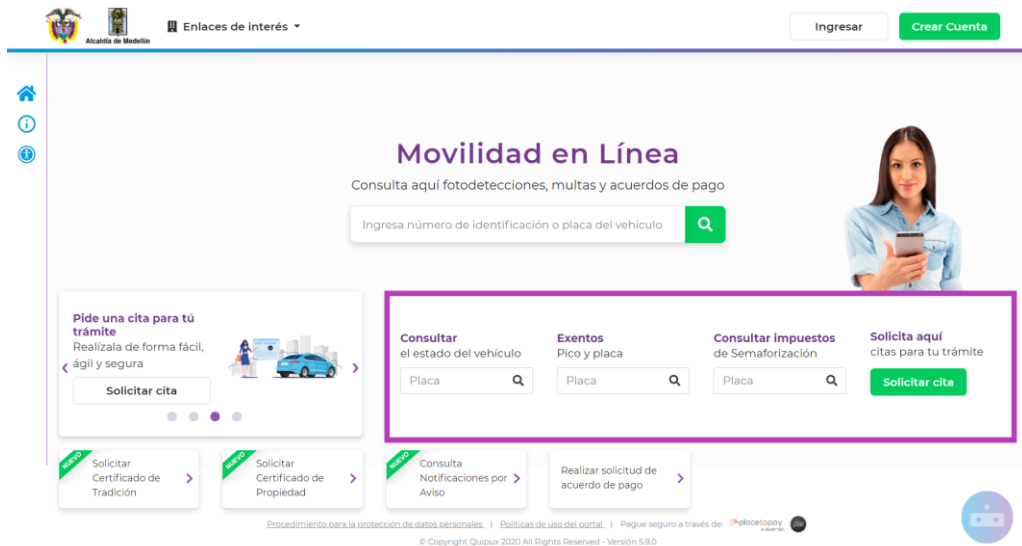 Alcaldía de Medellín
Enlaces de interés
Ingresar
Crear Cuenta
Movilidad en Línea
Consulta aquí fotodetecciones, multas y acuerdos de pago
Ingresa número de identificación o placa del vehículo
Pide una cita para tú
trámite
Realízala de forma fácil,
ágil y segura
Solicitar cita
Consultar
el estado del vehículo
Placa
Exentos
Pico y placa
Placa
Consultar impuestos
de Semaforización
Placa
Solicita aquí
citas para tu trámite
Solicitar cita
NUEVO
Solicitar
Certificado de
Tradición
NUEVO
Solicitar
Certificado de
Propiedad
NUEVO
Consulta
Notificaciones por
Aviso
Realizar solicitud de
acuerdo de pago
Procedimiento para la protección de datos personales | Políticas de uso del portal | Pague seguro a través de: placetopay
© Copyright Quipux 2020 All Rights Reserved - Versión 5.9.0